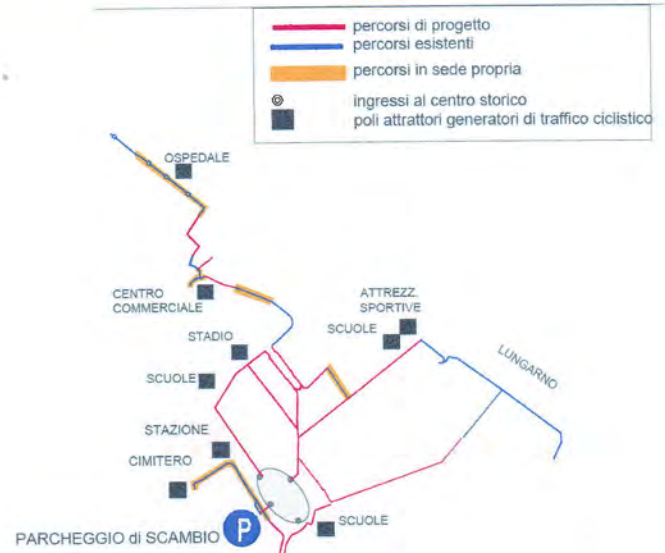 percorsi di progetto
percorsi esistenti
percorsi in sede propria
ingressi al centro storico
poli attrattori generatori di traffico ciclistico
OSPEDALE
CENTRO
COMMERCIALE
ATTREZZ.
SPORTIVE
SCUOLE
STADIO
LUNGARNO
SCUOLE
STAZIONE
CIMITERO
SCUOLE
PARCHEGGIO di SCAMBIO
P